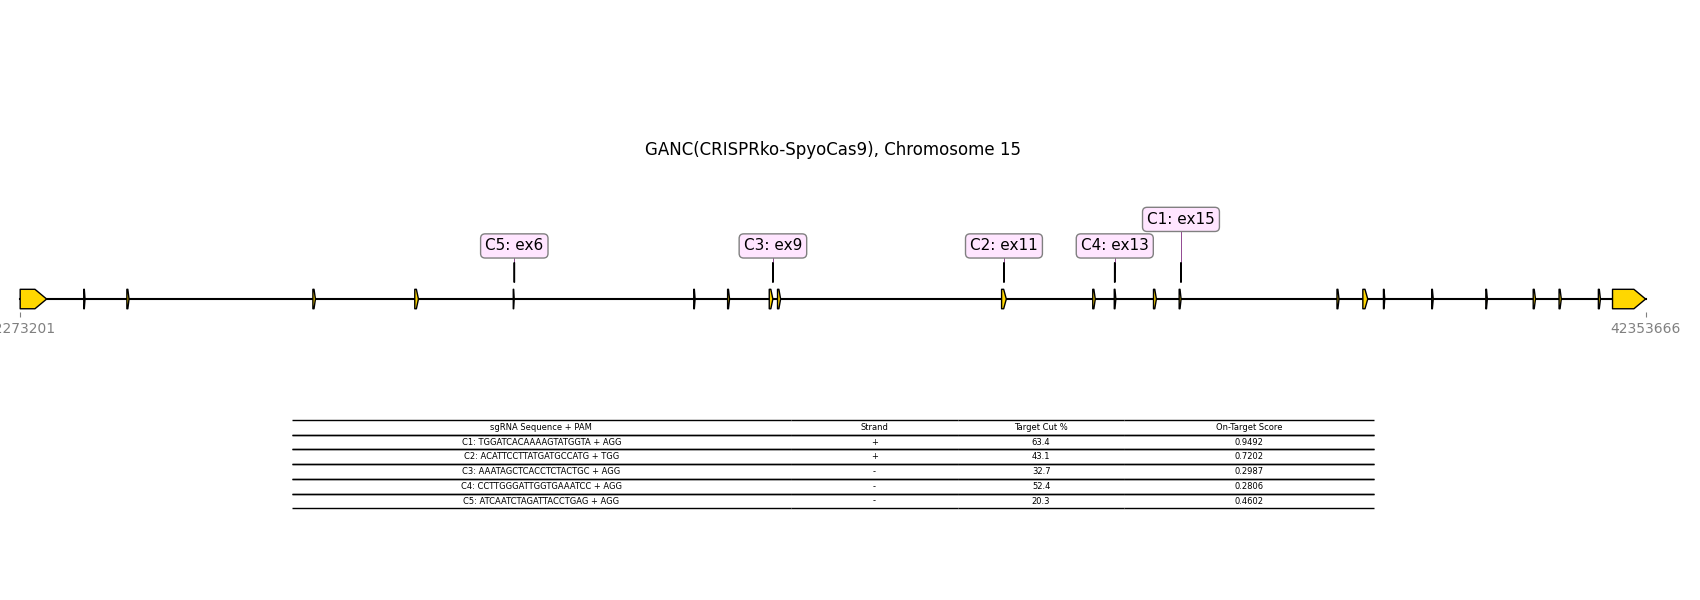 GANC(CRISPRko-SpyoCas9), Chromosome 15
C1: ex15
C5: ex6 C3: ex9 C2: ex11 C4: ex13
2273201 42353666
sgRNA Sequence + PAM Strand Target Cut % On-Target Score
C1: TGGATCACAAAAGTATGGTA + AGG + 63.4 0.9492
C2: ACATTCCTTATGATGCCATG + TGG + 43.1 0.7202
C3: AAATAGCTCACCTCTACTGC + AGG - 32.7 0.2987
C4: CCTTGGGATTGGTGAAATCC + AGG - 52.4 0.2806
C5: ATCAATCTAGATTACCTGAG + AGG - 20.3 0.4602